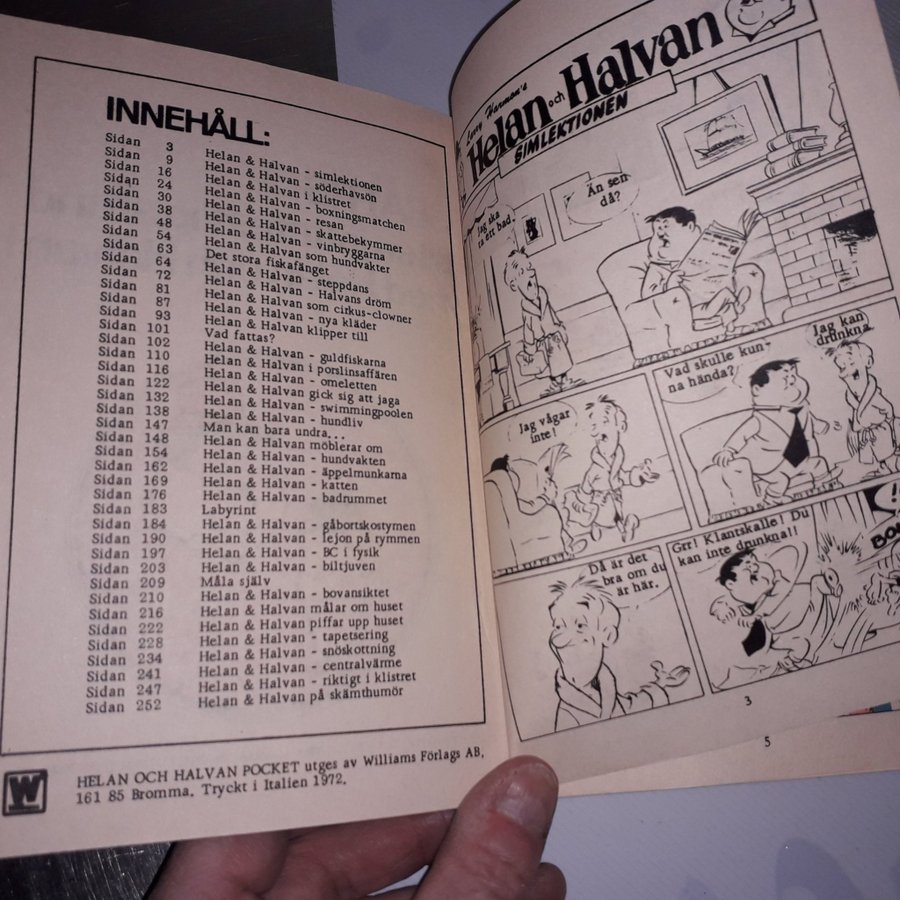 INNEHÅLL:
Sidan 3 Helan & Halvan - simlektionen
Sidan 9 Helan & Halvan - söderhavsön
Sidan 16 Helan & Halvan i klistret
Sidan 24 Helan & Halvan - boxningsmatchen
Sidan 30 Helan & Halvan - resan
Sidan 38 Helan & Halvan - skattebekymmer
Sidan 48 Helan & Halvan - vinbryggarna
Sidan 54 Helan & Halvan som hundvakter
Sidan 63 Det stora fiskafänget
Sidan 64 Helan & Halvan - steppdans
Sidan 72 Helan & Halvan - Halvans dröm
Sidan 81 Helan & Halvan som cirkus-clowner
Sidan 87 Helan & Halvan - nya kläder
Sidan 93 Helan & Halvan klipper till
Sidan 101 Vad fattas?
Sidan 102 Helan & Halvan - guldfiskarna
Sidan 110 Helan & Halvan i porslinsaffären
Sidan 116 Helan & Halvan - omeletten
Sidan 122 Helan & Halvan gick sig att jaga
Sidan 132 Helan & Halvan - swimmingpoolen
Sidan 138 Helan & Halvan - hundliv
Sidan 147 Man kan bara undra...
Sidan 148 Helan & Halvan möblerar om
Sidan 154 Helan & Halvan - hundvakten
Sidan 162 Helan & Halvan - äppelmunkarna
Sidan 169 Helan & Halvan - katten
Sidan 176 Helan & Halvan - badrummet
Sidan 183 Labyrint
Sidan 184 Helan & Halvan - gåbortskostymen
Sidan 190 Helan & Halvan - lejon på rymmen
Sidan 197 Helan & Halvan - BC i fysik
Sidan 203 Helan & Halvan - biltjuven
Sidan 209 Måla själv
Sidan 210 Helan & Halvan - bovansiktet
Sidan 216 Helan & Halvan målar om huset
Sidan 222 Helan & Halvan piffar upp huset
Sidan 228 Helan & Halvan - tapetsering
Sidan 234 Helan & Halvan - snöskottning
Sidan 241 Helan & Halvan - centralvärme
Sidan 247 Helan & Halvan - riktigt i klistret
Sidan 252 Helan & Halvan på skämthumör
W
HELAN OCH HALVAN POCKET utges av Williams Förlags AB,
161 85 Bromma. Tryckt i Italien 1972.
Larry Harmon's
Helan och Halvan
SIMLEKTIONEN
Jag ska
ta ett bad.
Än sen
då?
Jag vågar
inte!
Vad skulle kun-
na hända?
Jag kan
drunkna.
Då är det
bra om du
är här.
Grr! Klantskalle! Du
kan inte drunkna!!
3
5